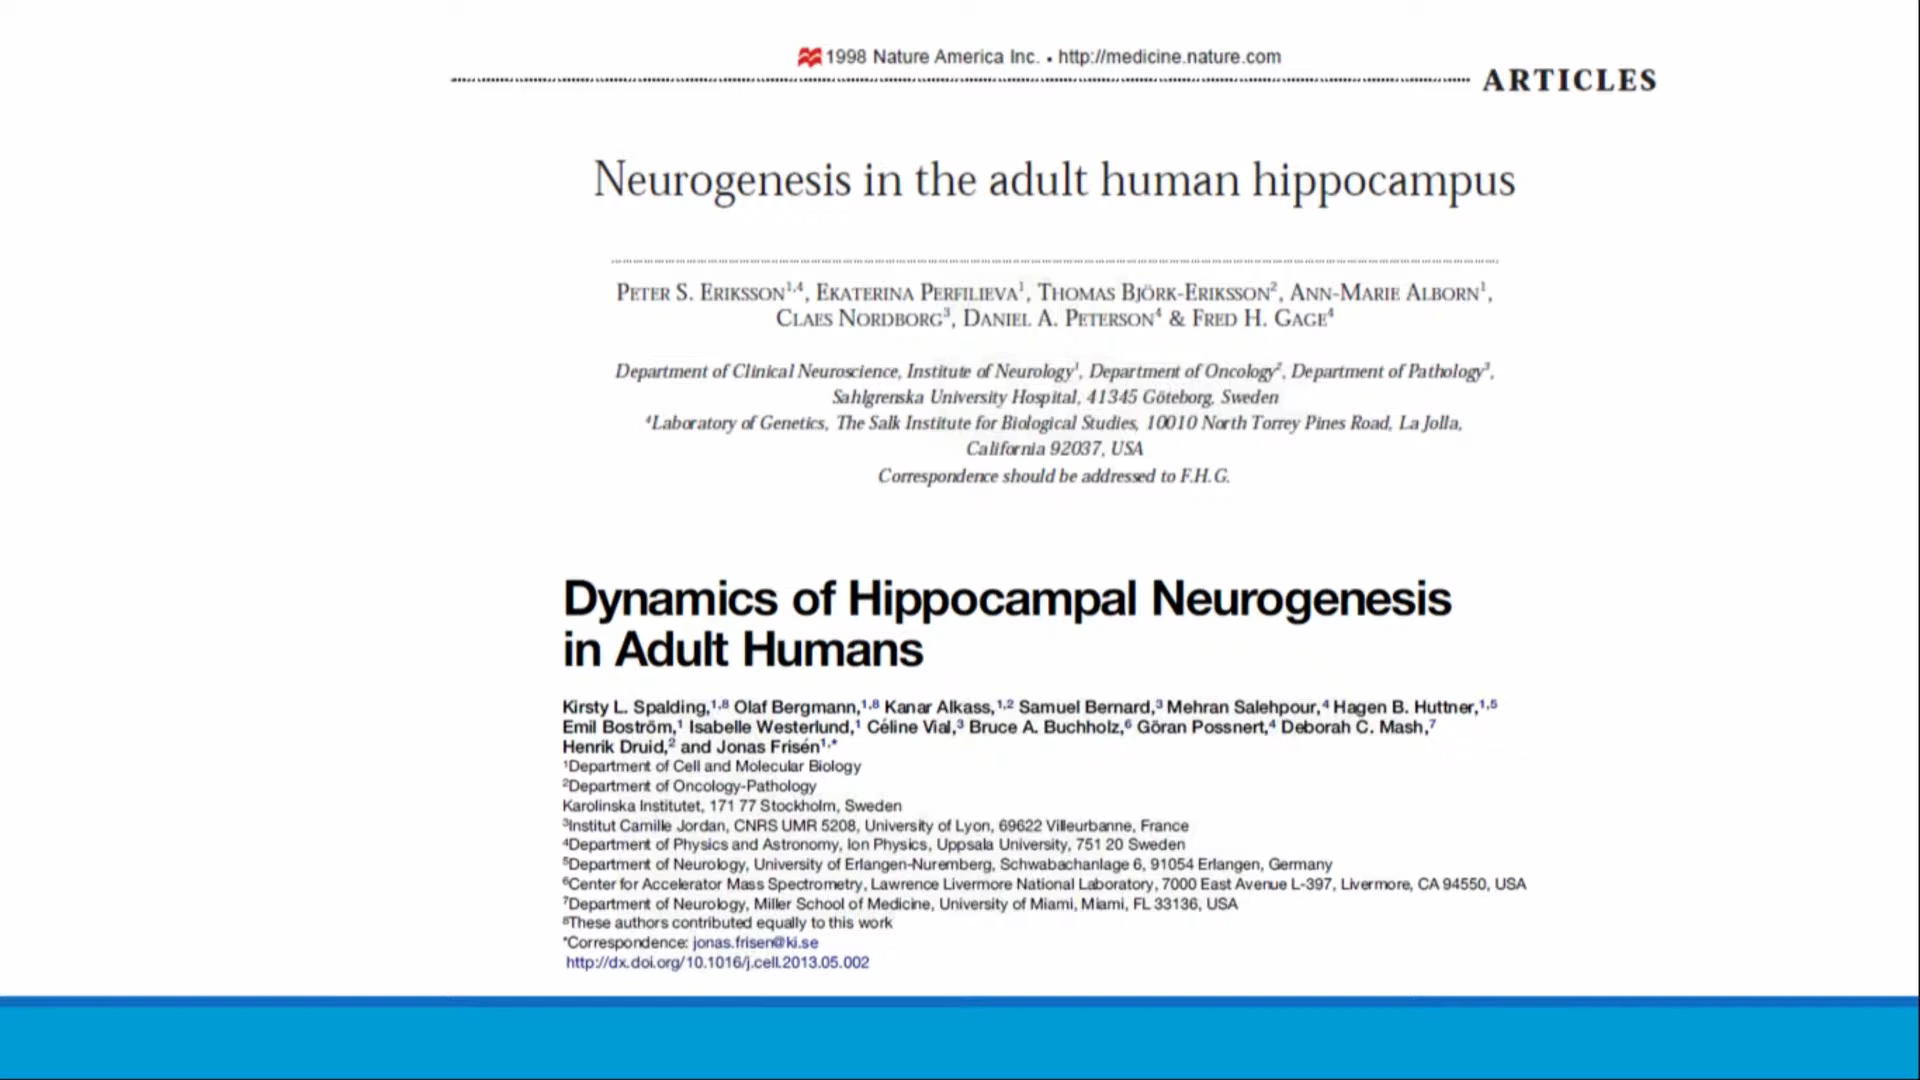 1998 Nature America Inc. • http://medicine.nature.com
ARTICLES
Neurogenesis in the adult human hippocampus
PETER S. ERIKSSON1,4, EKATERINA PERFILIEVA1, THOMAS BJÖRK-ERIKSSON2, ANN-MARIE ALBORN1,
CLAES NORDBORG3, DANIEL A. PETERSON4 & FRED H. GAGE4
Department of Clinical Neuroscience, Institute of Neurology1, Department of Oncology2, Department of Pathology3,
Sahlgrenska University Hospital, 41345 Göteborg, Sweden
4Laboratory of Genetics, The Salk Institute for Biological Studies, 10010 North Torrey Pines Road, La Jolla,
California 92037, USA
Correspondence should be addressed to F.H.G.
Dynamics of Hippocampal Neurogenesis
in Adult Humans
Kirsty L. Spalding,1,8 Olaf Bergmann,1,8 Kanar Alkass,1,2 Samuel Bernard,3 Mehran Salehpour,4 Hagen B. Huttner,1,5
Emil Boström,1 Isabelle Westerlund,1 Céline Vial,3 Bruce A. Buchholz,6 Göran Possnert,4 Deborah C. Mash,7
Henrik Druid,2 and Jonas Frisén1,*
1Department of Cell and Molecular Biology
2Department of Oncology-Pathology
Karolinska Institutet, 171 77 Stockholm, Sweden
3Institut Camille Jordan, CNRS UMR 5208, University of Lyon, 69622 Villeurbanne, France
4Department of Physics and Astronomy, Ion Physics, Uppsala University, 751 20 Sweden
5Department of Neurology, University of Erlangen-Nuremberg, Schwabachanlage 6, 91054 Erlangen, Germany
6Center for Accelerator Mass Spectrometry, Lawrence Livermore National Laboratory, 7000 East Avenue L-397, Livermore, CA 94550, USA
7Department of Neurology, Miller School of Medicine, University of Miami, Miami, FL 33136, USA
8These authors contributed equally to this work
*Correspondence: jonas.frisen@ki.se
http://dx.doi.org/10.1016/j.cell.2013.05.002